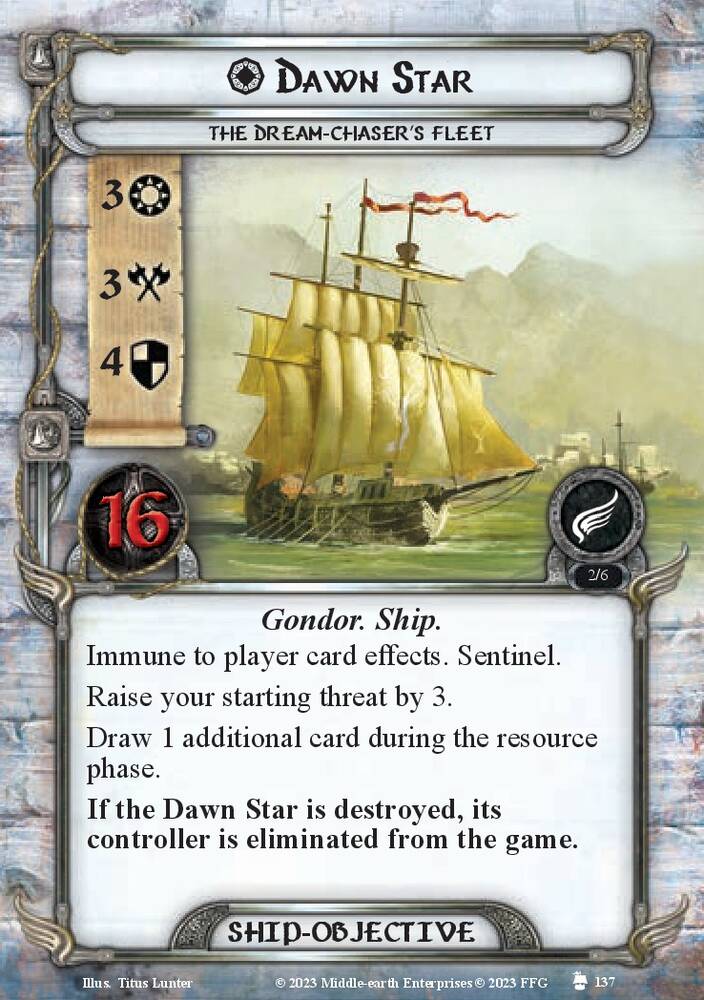 Dawn Star
The Dream-chaser's Fleet
3
3
4
16
2/6
Gondor. Ship.
Immune to player card effects. Sentinel.
Raise your starting threat by 3.
Draw 1 additional card during the resource
phase.
If the Dawn Star is destroyed, its
controller is eliminated from the game.
Ship-Objective
Illus. Titus Lunter © 2023 Middle-earth Enterprises © 2023 FFG 137